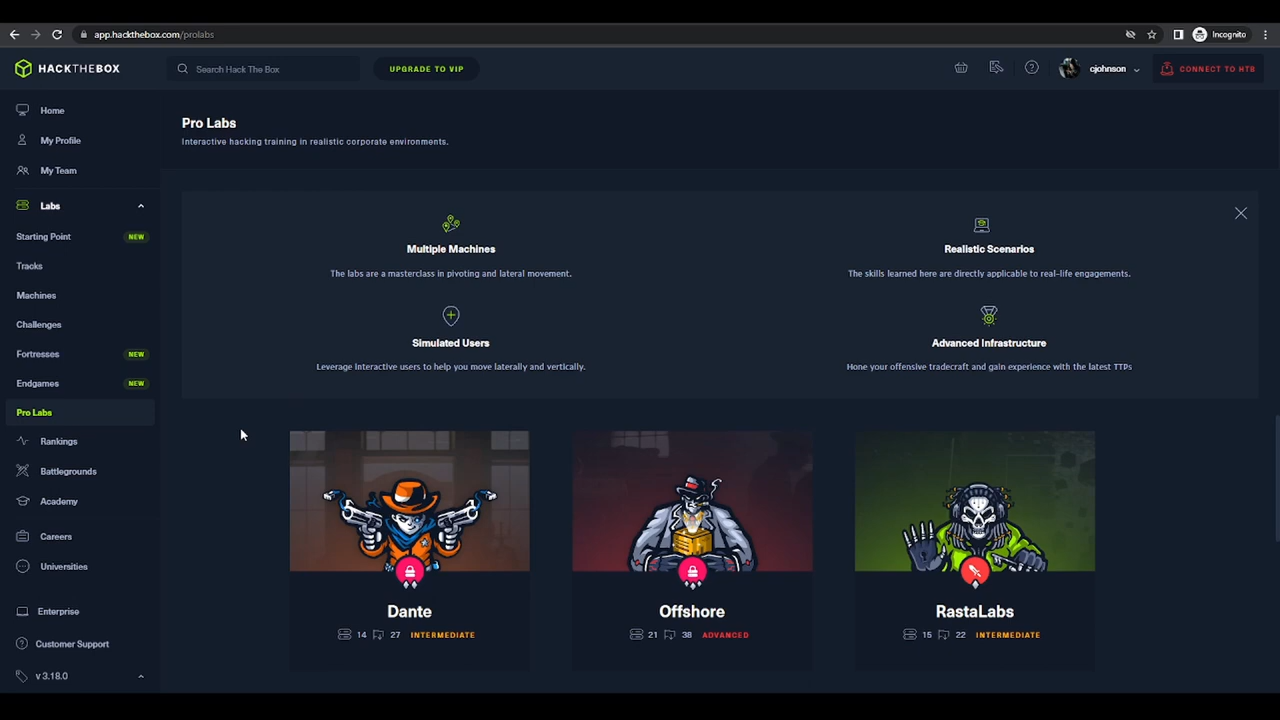 app.hackthebox.com/prolabs
Incognito
HACKTHEBOX
Search Hack The Box
UPGRADE TO VIP
cjohnson
CONNECT TO HTB
Home
My Profile
My Team
Labs
Starting Point NEW
Tracks
Machines
Challenges
Fortresses NEW
Endgames NEW
Pro Labs
Rankings
Battlegrounds
Academy
Careers
Universities
Enterprise
Customer Support
v 3.18.0
Pro Labs
Interactive hacking training in realistic corporate environments.
Multiple Machines
The labs are a masterclass in pivoting and lateral movement.
Realistic Scenarios
The skills learned here are directly applicable to real-life engagements.
Simulated Users
Leverage Interactive users to help you move laterally and vertically.
Advanced Infrastructure
Hone your offensive tradecraft and gain experience with the latest TTPs
Dante
14 27 INTERMEDIATE
Offshore
21 38 ADVANCED
RastaLabs
15 22 INTERMEDIATE